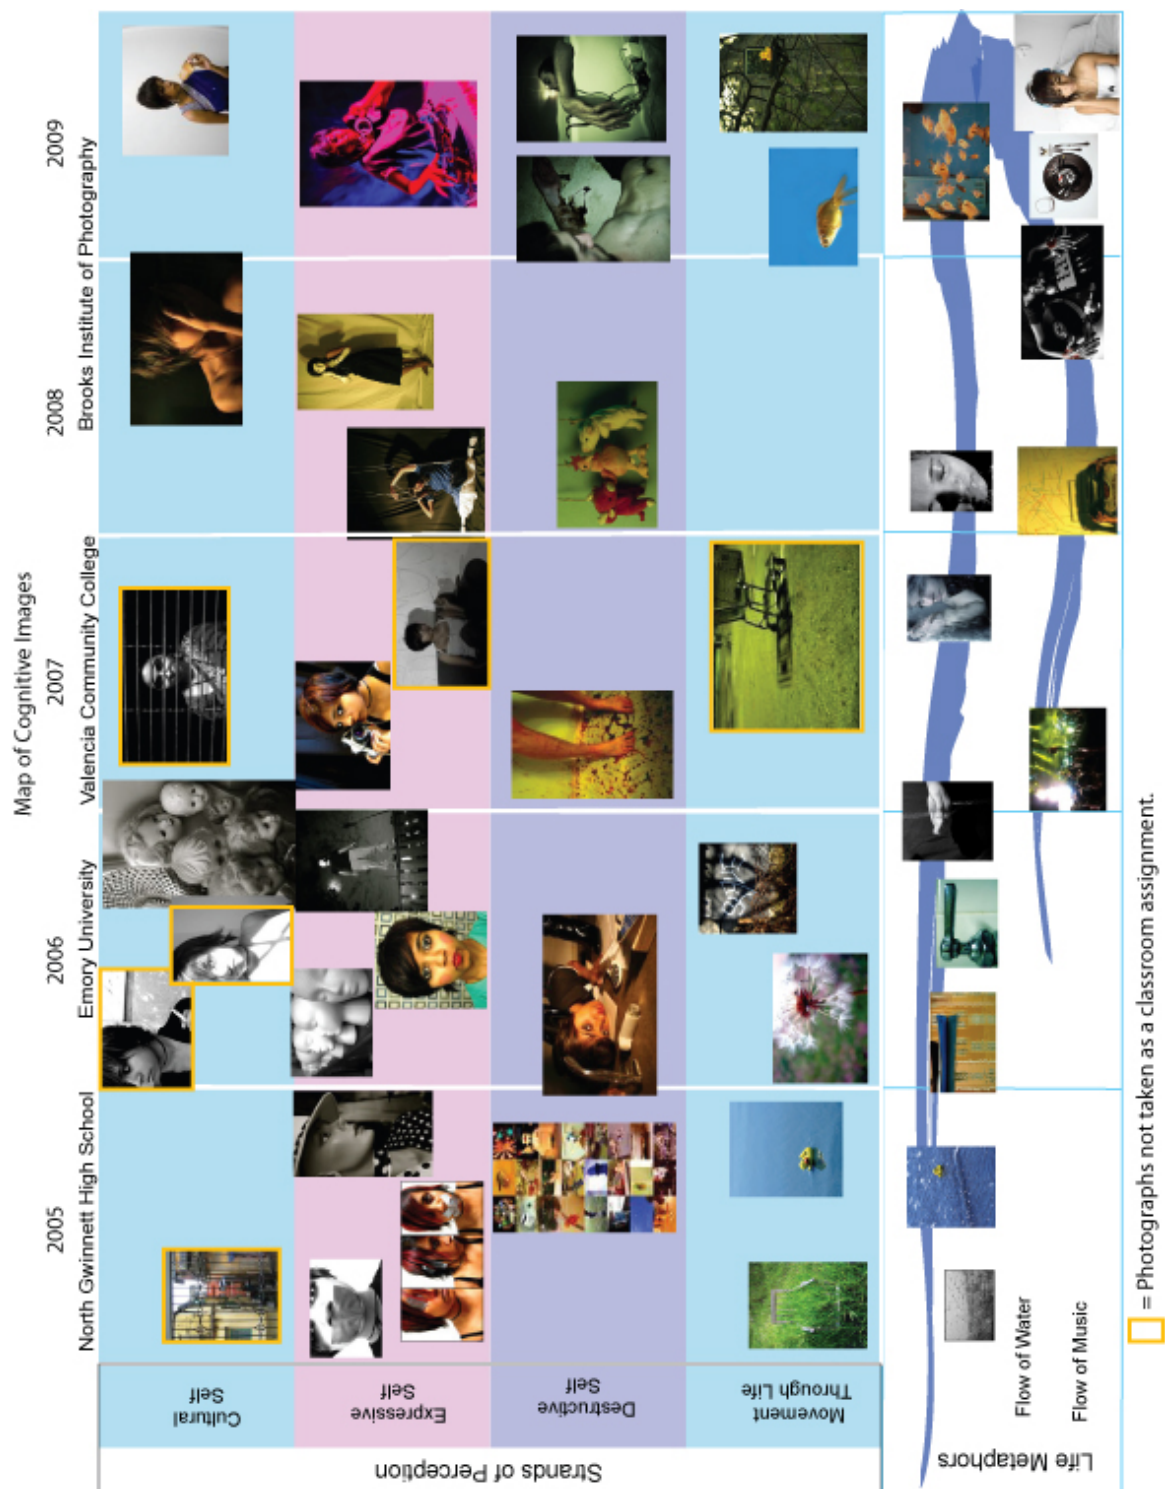 Map of Cognitive Images
2005
North Gwinnett High School
2006
Emory University
2007
Valencia Community College
2008
2009
Brooks Institute of Photography
Strands of Perception
Cultural
Self
Expressive
Self
Destructive
Self
Movement
Through Life
Life Metaphors
Flow of Water
Flow of Music
= Photographs not taken as a classroom assignment.